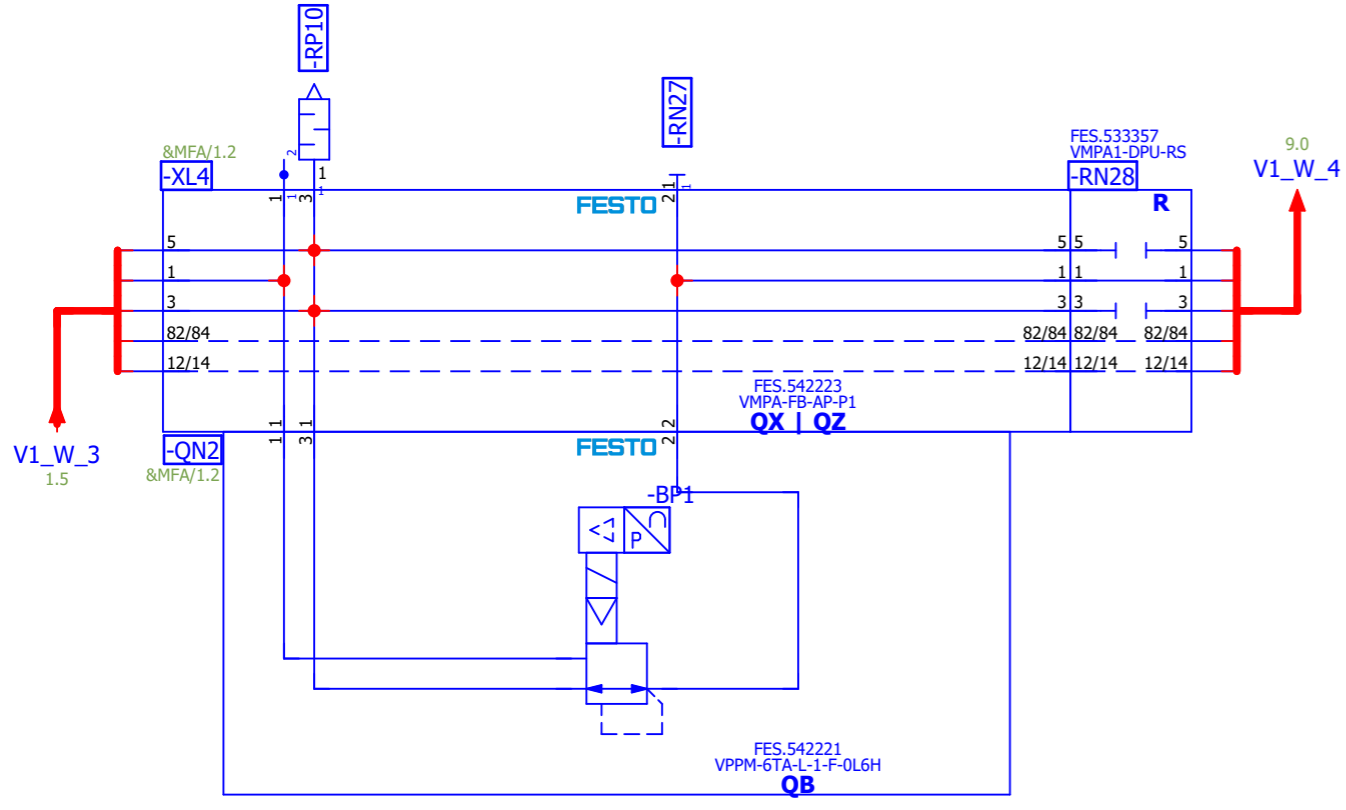 -RP10
-RN27
&MFA/1.2
-XL4
2
1
1
1
3
1
FESTO
2
1
1
FES.533357
VMPA1-DPU-RS
-RN28
R
9.0
V1_W_4
5
5
5
5
1
1
1
1
3
3
3
3
82/84
82/84
82/84
82/84
12/14
12/14
12/14
12/14
FES.542223
VMPA-FB-AP-P1
QX | QZ
V1_W_3
1.5
-QN2
&MFA/1.2
1
1
3
1
FESTO
2
2
-BP1
P
FES.542221
VPPM-6TA-L-1-F-0L6H
QB